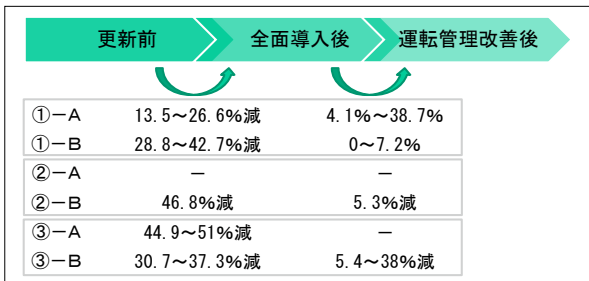 更新前 全面導入後 運転管理改善後
①-A 13.5~26.6%減 4.1%~38.7%
①-B 28.8~42.7%減 0~7.2%
②-A - -
②-B 46.8%減 5.3%減
③-A 44.9~51%減 -
③-B 30.7~37.3%減 5.4~38%減